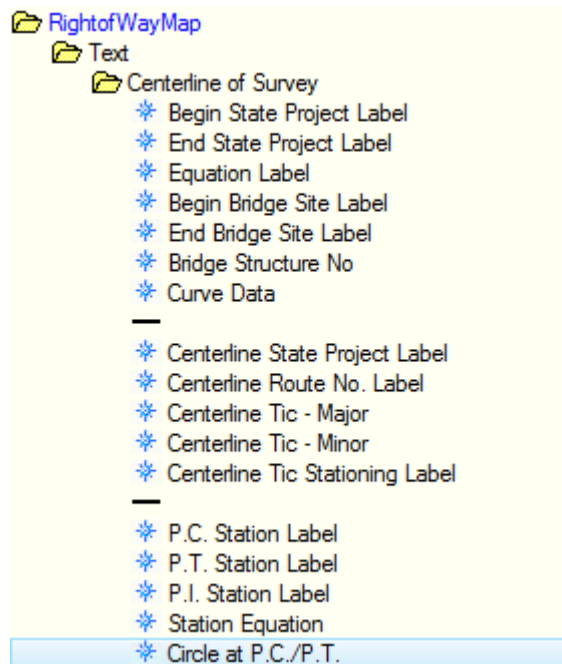 RightofWayMap
Text
Centerline of Survey
Begin State Project Label
End State Project Label
Equation Label
Begin Bridge Site Label
End Bridge Site Label
Bridge Structure No
Curve Data
Centerline State Project Label
Centerline Route No. Label
Centerline Tic - Major
Centerline Tic - Minor
Centerline Tic Stationing Label
P.C. Station Label
P.T. Station Label
P.I. Station Label
Station Equation
Circle at P.C./P.T.